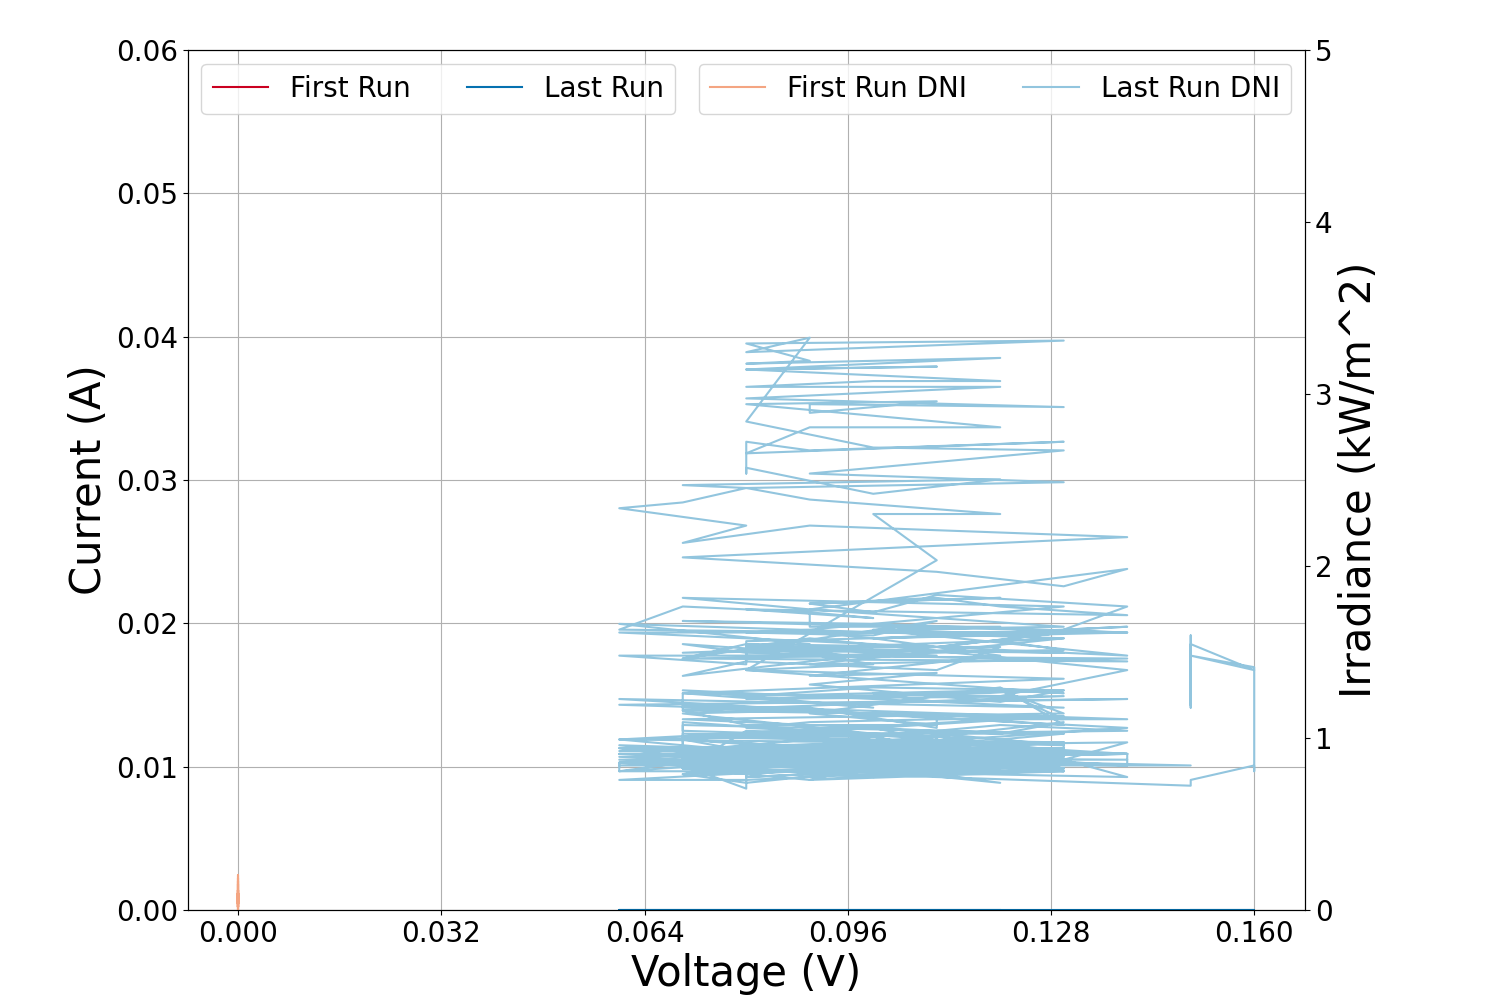 First Run
Last Run
First Run DNI
Last Run DNI
0.06
0.05
0.04
0.03
0.02
0.01
0.00
Current (A)
5
4
3
2
1
0
Irradiance (kW/m^2)
0.000 0.032 0.064 0.096 0.128 0.160
Voltage (V)